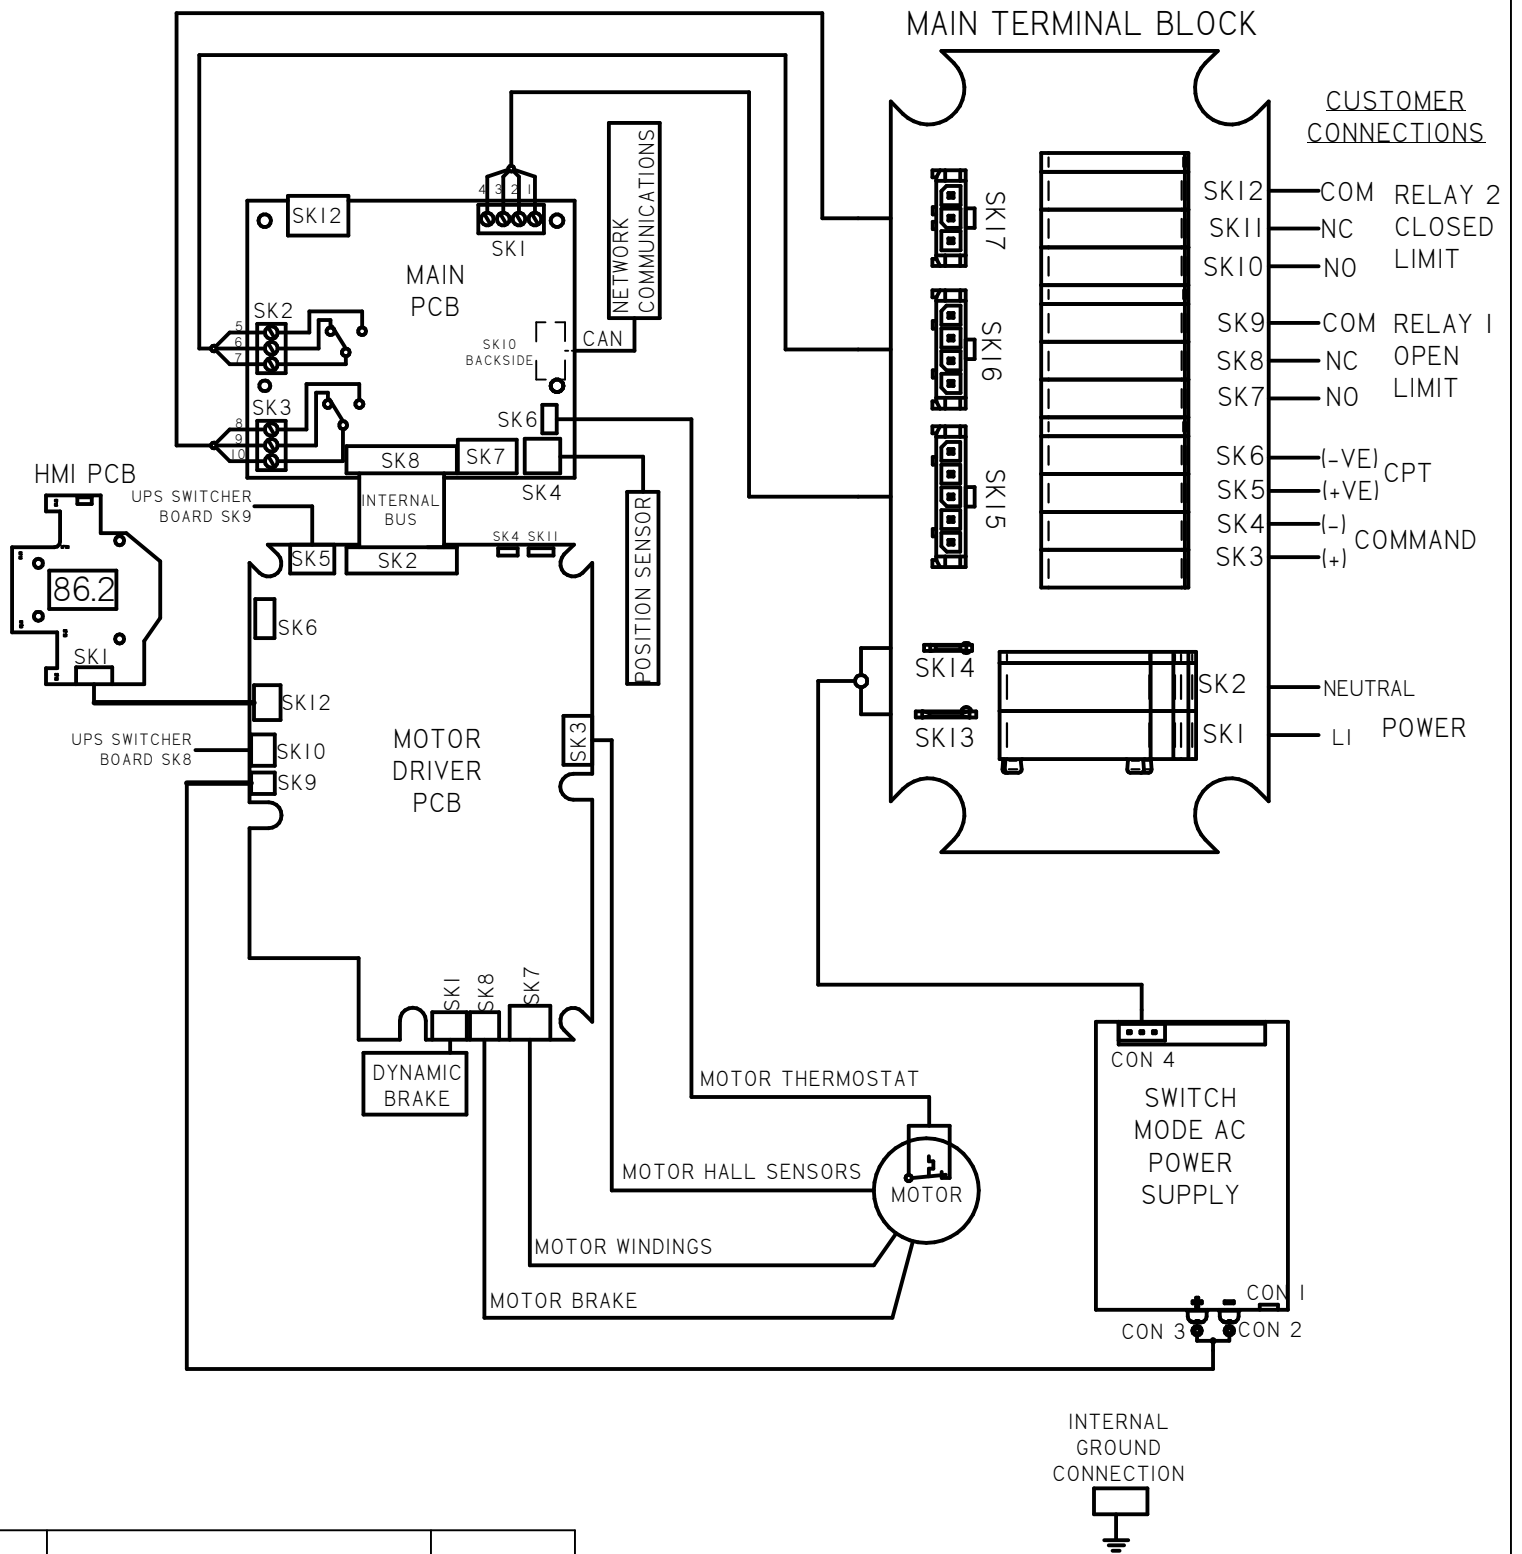 MAIN TERMINAL BLOCK
CUSTOMER
CONNECTIONS
NETWORK
COMMUNICATIONS
4 3 2 1
SK12
SK1
MAIN
PCB
SK2
5
6
7
SK10
BACKSIDE
CAN
SK3
8
9
10
SK6
SK8
SK7
SK4
HMI PCB
86.2
SK1
UPS SWITCHER
BOARD SK9
INTERNAL
BUS
SK4 SK11
SK5
SK2
POSITION SENSOR
SK6
SK12
UPS SWITCHER
BOARD SK8
SK10
SK9
MOTOR
DRIVER
PCB
SK3
SK1
SK8
SK7
DYNAMIC
BRAKE
SK17
SK16
SK15
SK14
SK13
SK12 COM
SK11 NC
SK10 NO
RELAY 2
CLOSED
LIMIT
SK9 COM
SK8 NC
SK7 NO
RELAY 1
OPEN
LIMIT
SK6 (-VE)
SK5 (+VE)
CPT
SK4 (-)
SK3 (+)
COMMAND
SK2 NEUTRAL
SK1 L1
POWER
MOTOR THERMOSTAT
MOTOR HALL SENSORS
MOTOR
MOTOR WINDINGS
MOTOR BRAKE
CON 4
SWITCH
MODE AC
POWER
SUPPLY
CON 1
+ -
CON 3
CON 2
INTERNAL
GROUND
CONNECTION